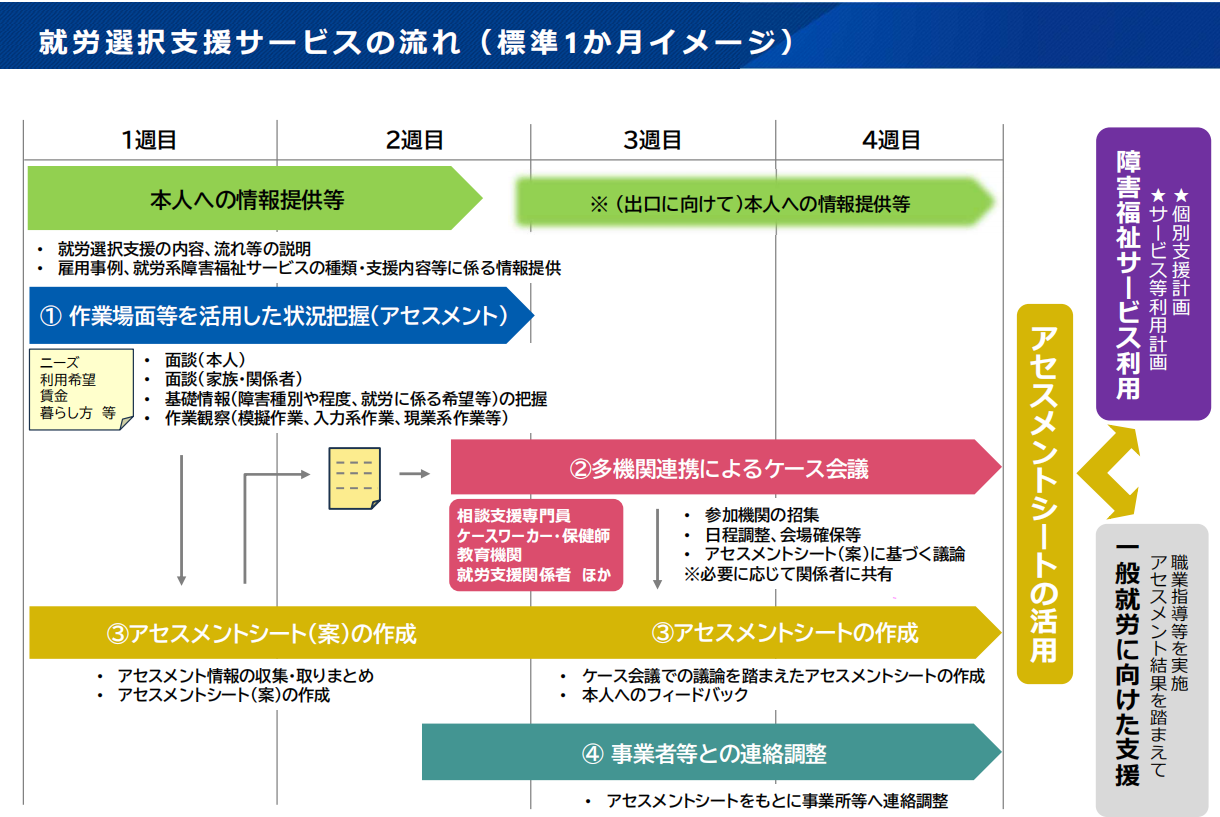 就労選択支援サービスの流れ（標準1か月イメージ）
1週目
2週目
3週目
4週目
本人への情報提供等
※（出口に向けて）本人への情報提供等
• 就労選択支援の内容、流れ等の説明
• 雇用事例、就労系障害福祉サービスの種類・支援内容等に係る情報提供
① 作業場面等を活用した状況把握（アセスメント）
ニーズ
利用希望
賃金
暮らし方 等
• 面談（本人）
• 面談（家族・関係者）
• 基礎情報（障害種別や程度、就労に係る希望等）の把握
• 作業観察（模擬作業、入力系作業、現業系作業等）
②多機関連携によるケース会議
相談支援専門員
ケースワーカー・保健師
教育機関
就労支援関係者 ほか
• 参加機関の招集
• 日程調整、会場確保等
• アセスメントシート（案）に基づく議論
※必要に応じて関係者に共有
③アセスメントシート（案）の作成
③アセスメントシートの作成
• アセスメント情報の収集・取りまとめ
• アセスメントシート（案）の作成
• ケース会議での議論を踏まえたアセスメントシートの作成
• 本人へのフィードバック
④ 事業者等との連絡調整
• アセスメントシートをもとに事業所等へ連絡調整
アセスメントシートの活用
障害福祉サービス利用
★個別支援計画
★サービス等利用計画
一般就労に向けた支援
アセスメント結果を踏まえて
職業指導等を実施